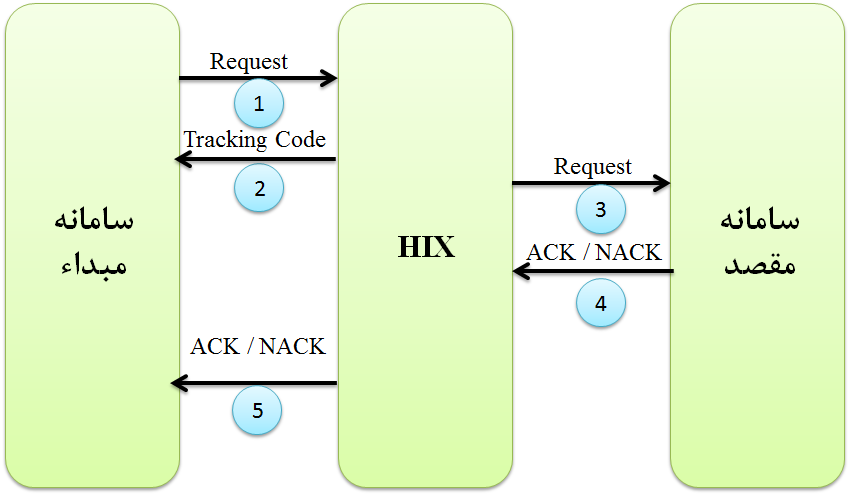 Request
1
Tracking Code
2
Request
3
سامانه
مبداء
HIX
سامانه
مقصد
ACK / NACK
4
ACK / NACK
5